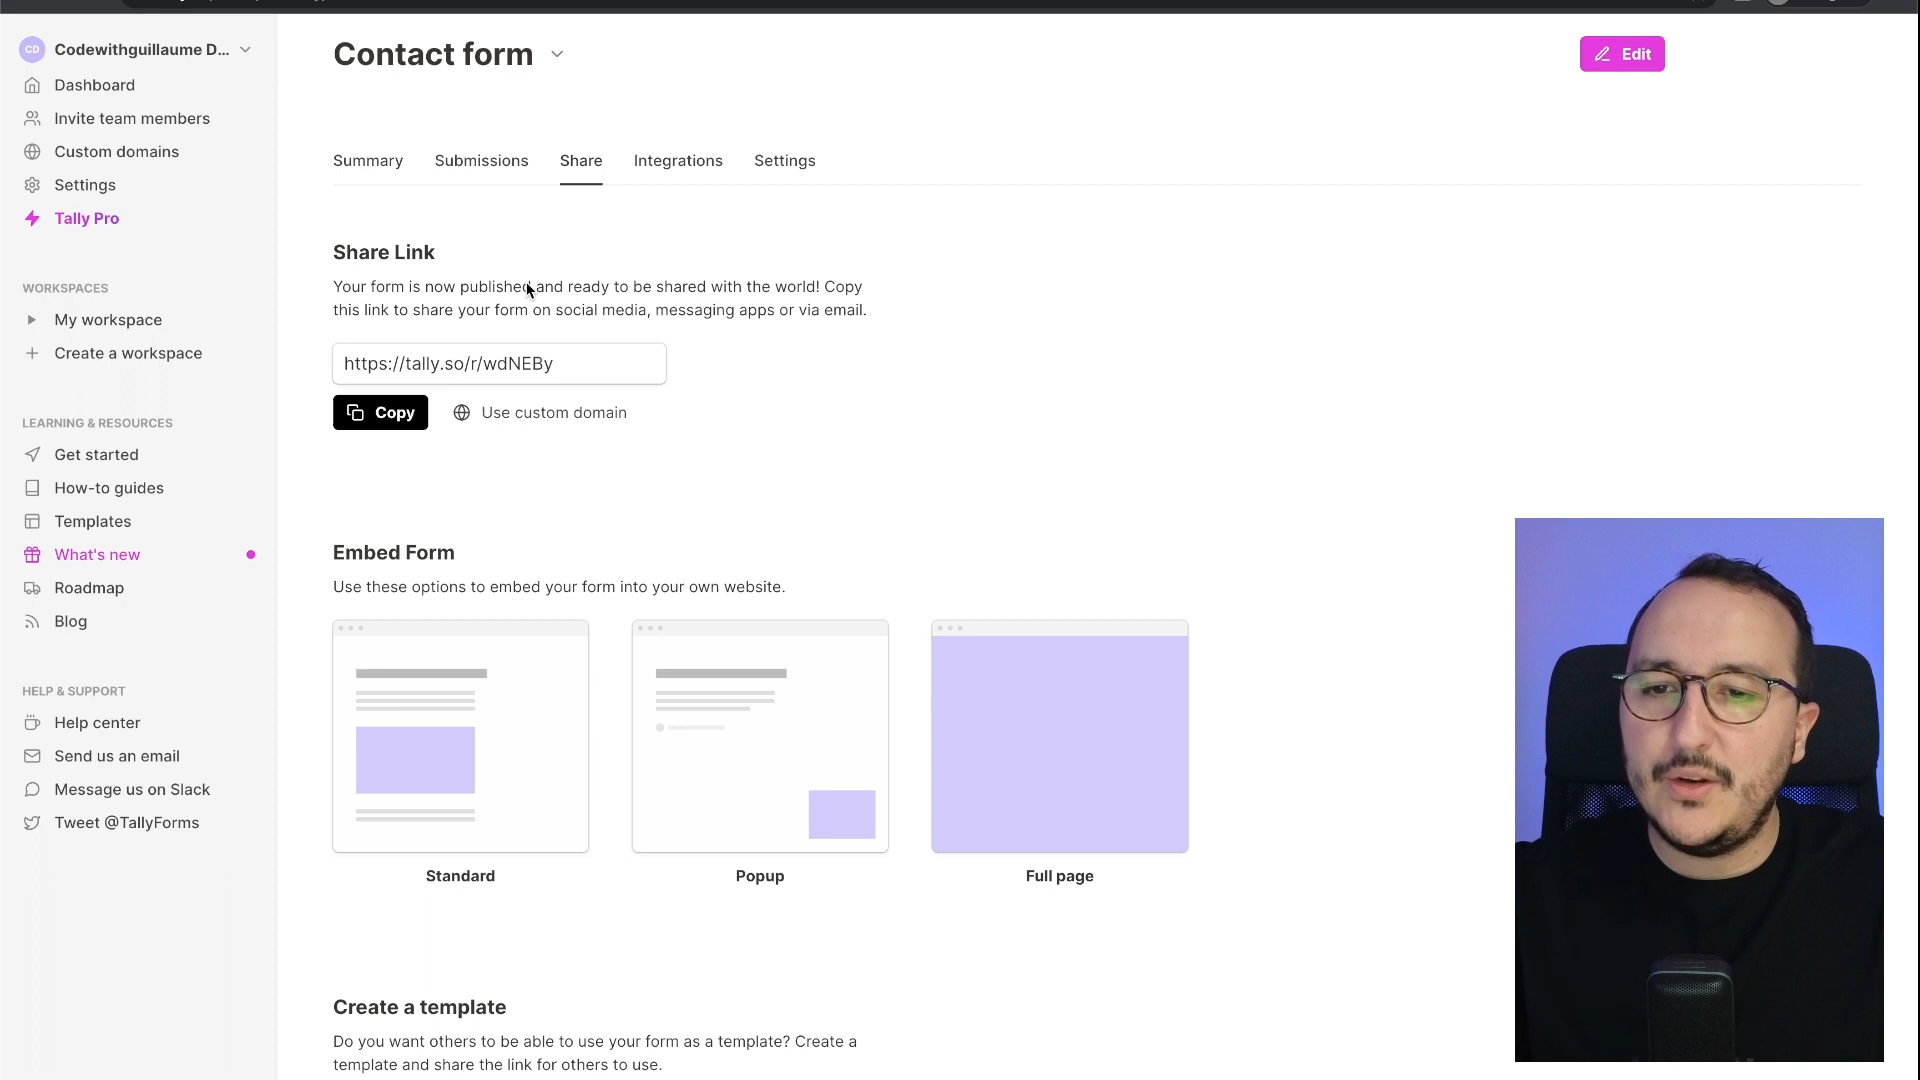 CD
Codewithguillaume D...
Dashboard
Invite team members
Custom domains
Settings
Tally Pro
WORKSPACES
My workspace
Create a workspace
LEARNING & RESOURCES
Get started
How-to guides
Templates
What's new
Roadmap
Blog
HELP & SUPPORT
Help center
Send us an email
Message us on Slack
Tweet @TallyForms
Contact form
Edit
Summary
Submissions
Share
Integrations
Settings
Share Link
Your form is now published and ready to be shared with the world! Copy
this link to share your form on social media, messaging apps or via email.
https://tally.so/r/wdNEBy
Copy
Use custom domain
Embed Form
Use these options to embed your form into your own website.
Standard
Popup
Full page
Create a template
Do you want others to be able to use your form as a template? Create a
template and share the link for others to use.